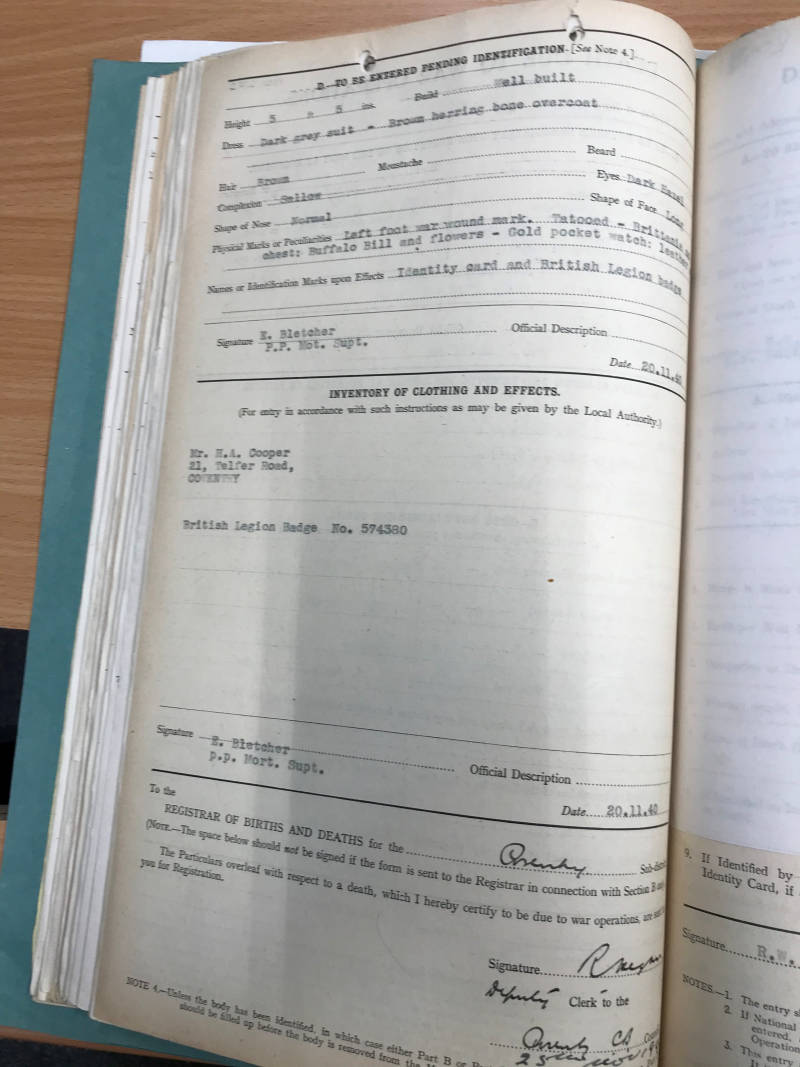 D.—TO BE ENTERED PENDING IDENTIFICATION. [See Note 4.]
Height 5 ft. 5 ins. Build Well built
Dress Dark grey suit - Brown herring bone overcoat
Hair Brown Moustache Beard
Complexion Sallow Eyes Dark Hazel
Shape of Nose Normal Shape of Face Long
Physical Marks or Peculiarities Left foot war wound mark. Tatooed - Brittania
chest: Buffalo Bill and flowers - Gold pocket watch: leather
Names or Identification Marks upon Effects Identity card and British Legion badge
Signature E. Bletcher Official Description
P.P. Mot. Supt.
Date 20.11.40
INVENTORY OF CLOTHING AND EFFECTS.
(For entry in accordance with such instructions as may be given by the Local Authority.)
Mr. H.A. Cooper
21, Telfer Road,
COVENTRY
British Legion Badge No. 574380
Signature E. Bletcher
p.p. Mort. Supt.
Official Description
Date 20.11.40
To the
REGISTRAR OF BIRTHS AND DEATHS for the Coventry Sub-dist
(NOTE.—The space below should not be signed if the form is sent to the Registrar in connection with Section B
The Particulars overleaf with respect to a death, which I hereby certify to be due to war operations, are
you for Registration.
Signature
Deputy Clerk to the
Coventry CB
25
NOTE 4.—Unless the body has been identified, in which case either Part B or
should be filled up before the body is removed from the
9. If Identified by
Identity Card, if
Signature R.W.
NOTES.—1. The entry
2. If National
entered,
Operation
3. This entry